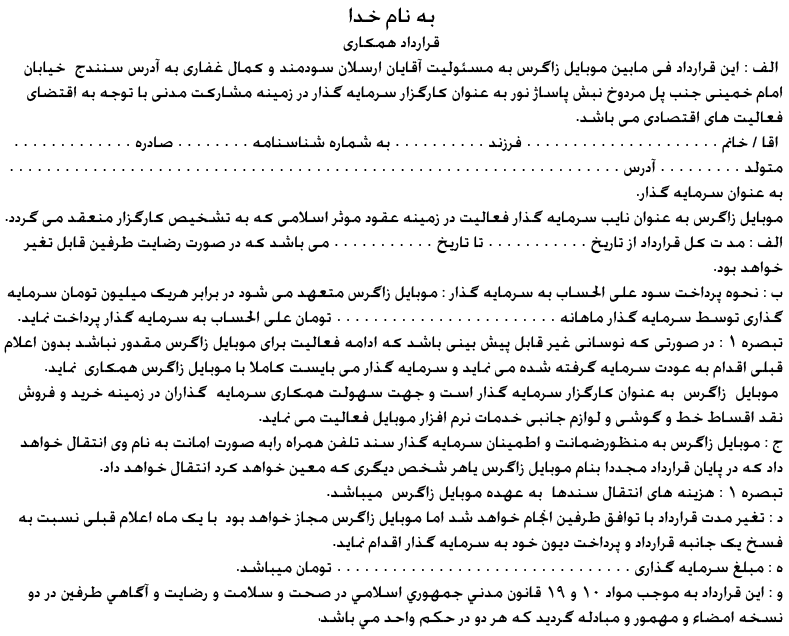 به نام خدا
قرارداد همکاری
الف : این قرارداد فی مابین موبایل زاگرس به مسئولیت آقایان ارسلان سودمند و کمال غفاری به آدرس سنندج خیابان
امام خمینی جنب پل مردوخ نبش پاساژ نور به عنوان کارگزار سرمایه گذار در زمینه مشارکت مدنی با توجه به اقتضای
فعالیت های اقتصادی می باشد.
اقا / خانم . . . . . . . . . . . . . . . . . . . . . فرزند . . . . . . . . . . به شماره شناسنامه . . . . . . . . صادره . . . . . . . . . . . . .
متولد . . . . . . . . . آدرس . . . . . . . . . . . . . . . . . . . . . . . . . . . . . . . . . . . . . . . . . . . . . . . . . . . . . . . . . . . . . . . . . .
به عنوان سرمایه گذار.
موبایل زاگرس به عنوان نایب سرمایه گذار فعالیت در زمینه عقود موثر اسلامی که به تشخیص کارگزار منعقد می گردد.
الف : مد ت کل قرارداد از تاریخ . . . . . . . . . . . تا تاریخ . . . . . . . . . . . می باشد که در صورت رضایت طرفین قابل تغیر
خواهد بود.
ب : نحوه پرداخت سود علی الحساب به سرمایه گذار : موبایل زاگرس متعهد می شود در برابر هریک میلیون تومان سرمایه
گذاری توسط سرمایه گذار ماهانه . . . . . . . . . . . . . . . . . . . . . . . . تومان علی الحساب به سرمایه گذار پرداخت نماید.
تبصره ۱ : در صورتی که نوسانی غیر قابل پیش بینی باشد که ادامه فعالیت برای موبایل زاگرس مقدور نباشد بدون اعلام
قبلی اقدام به عودت سرمایه گرفته شده می نماید و سرمایه گذار می بایست کاملا با موبایل زاگرس همکاری نماید.
موبایل زاگرس به عنوان کارگزار سرمایه گذار است و جهت سهولت همکاری سرمایه گذاران در زمینه خرید و فروش
نقد اقساط خط و گوشی و لوازم جانبی خدمات نرم افزار موبایل فعالیت می نماید.
ج : موبایل زاگرس به منظورضمانت و اطمینان سرمایه گذار سند تلفن همراه رابه صورت امانت به نام وی انتقال خواهد
داد که در پایان قرارداد مجددا بنام موبایل زاگرس یاهر شخص دیگری که معین خواهد کرد انتقال خواهد داد.
تبصره ۱ : هزینه های انتقال سندها به عهده موبایل زاگرس میباشد.
د : تغیر مدت قرارداد با توافق طرفین انجام خواهد شد اما موبایل زاگرس مجاز خواهد بود با یک ماه اعلام قبلی نسبت به
فسخ یک جانبه قرارداد و پرداخت دیون خود به سرمایه گذار اقدام نماید.
ه : مبلغ سرمایه گذاری . . . . . . . . . . . . . . . . . . . . . . . . . . . . . . . . تومان میباشد.
و : این قرارداد به موجب مواد ۱۰ و ۱۹ قانون مدني جمهوري اسلامي در صحت و سلامت و رضایت و آگاهي طرفین در دو
نسخه امضاء و مهمور و مبادله گردید که هر دو در حکم واحد مي باشد.